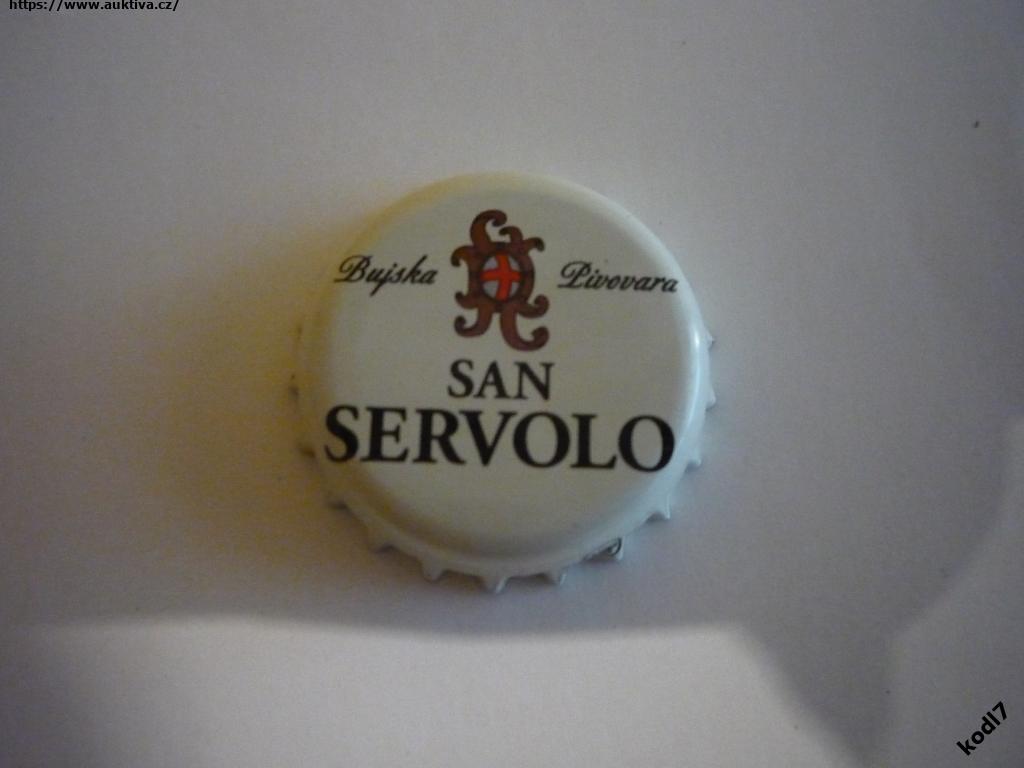 https://www.auktiva.cz/
Bujska Pivovara
SAN
SERVOLO
kodl7